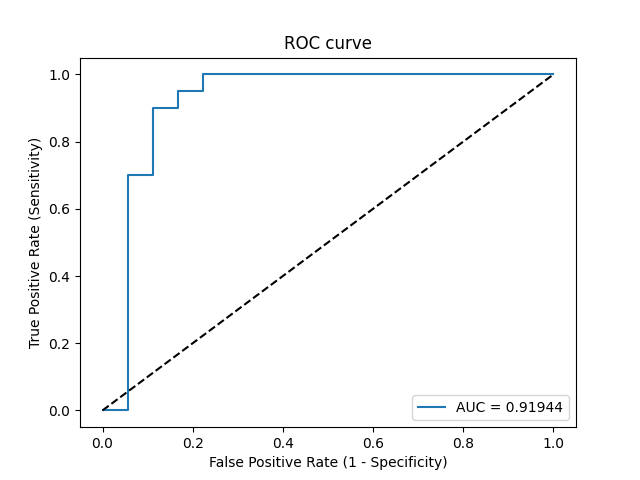 ROC curve
True Positive Rate (Sensitivity)
1.0
0.8
0.6
0.4
0.2
0.0
AUC = 0.91944
0.0 0.2 0.4 0.6 0.8 1.0
False Positive Rate (1 - Specificity)